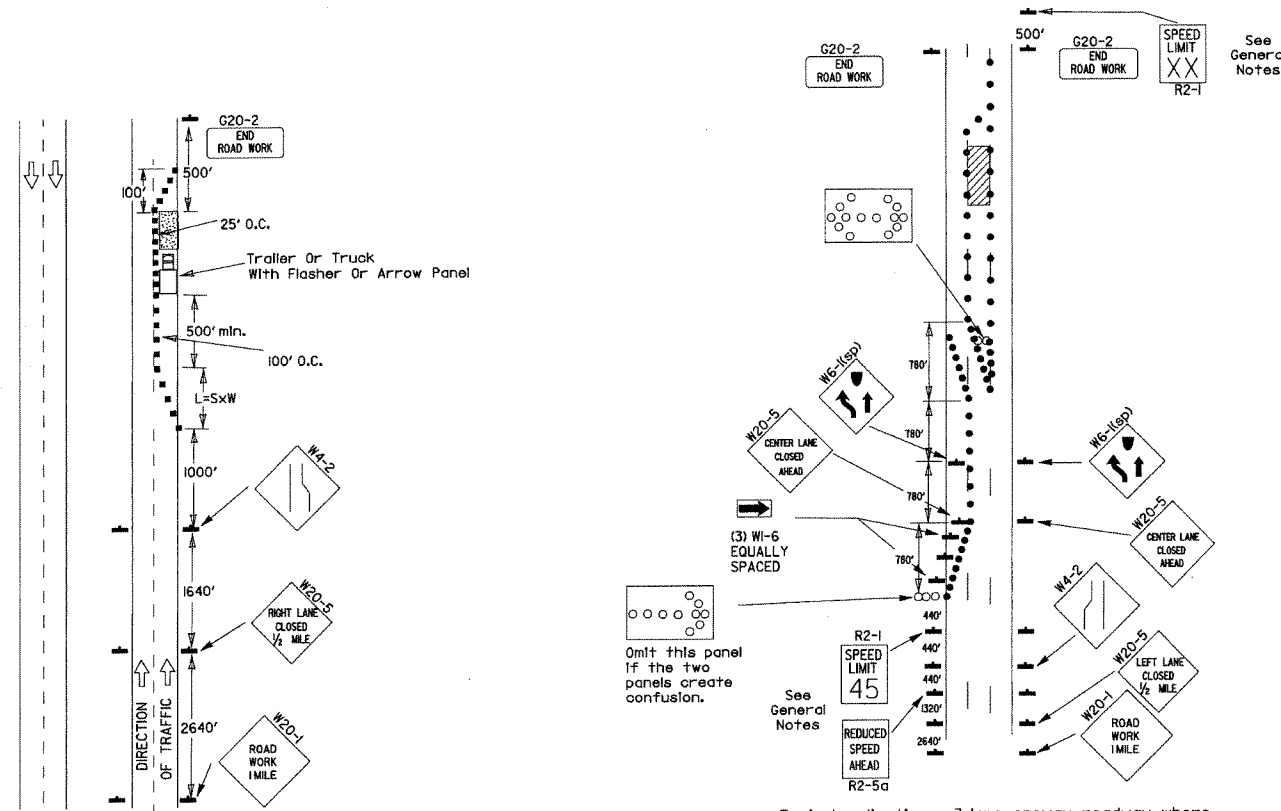 G20-2
END
ROAD WORK
500'
100'
25' O.C.
Trailer Or Truck
With Flasher Or Arrow Panel
500' min.
100' O.C.
L=SxW
1000'
W4-2
1640'
W20-5
RIGHT LANE
CLOSED
1/2 MILE
2640'
DIRECTION
OF TRAFFIC
W20-1
ROAD
WORK
1 MILE
G20-2
END
ROAD WORK
500'
G20-2
END
ROAD WORK
SPEED
LIMIT
XX
R2-1
See
General
Notes
780'
W6-1(sp)
780'
W20-5
CENTER LANE
CLOSED
AHEAD
780'
W6-1(sp)
(3) W1-6
EQUALLY
SPACED
780'
W20-5
CENTER LANE
CLOSED
AHEAD
Omit this panel
if the two
panels create
confusion.
440'
R2-1
SPEED
LIMIT
45
440'
W4-2
440'
See
General
Notes
1320'
W20-5
LEFT LANE
CLOSED
1/2 MILE
REDUCED
SPEED
AHEAD
R2-5a
2640'
W20-1
ROAD
WORK
1 MILE